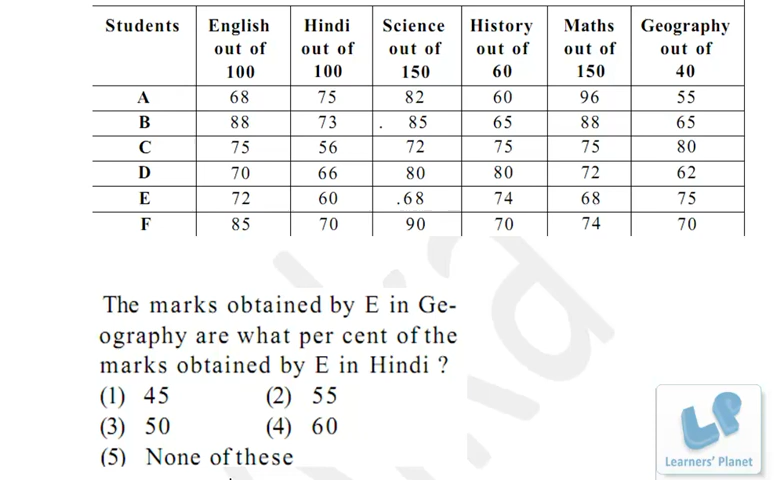 Students English Hindi Science History Maths Geography
out of out of out of out of out of out of
100 100 150 60 150 40
A 68 75 82 60 96 55
B 88 73 . 85 65 88 65
C 75 56 72 75 75 80
D 70 66 80 80 72 62
E 72 60 .68 74 68 75
F 85 70 90 70 74 70
The marks obtained by E in Ge-
ography are what per cent of the
marks obtained by E in Hindi ?
(1) 45 (2) 55
(3) 50 (4) 60
(5) None of these
LP
Learners' Planet